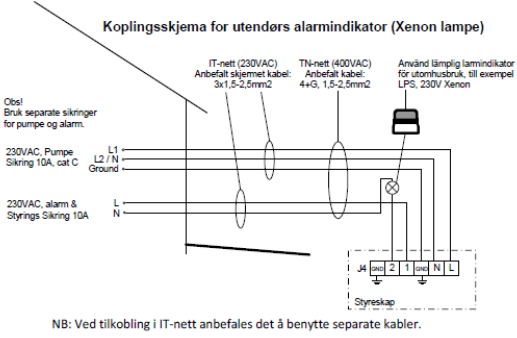 Koplingsskjema for utendørs alarmindikator (Xenon lampe)
IT-nett (230VAC)
Anbefalt skjermet kabel:
3x1,5-2,5mm2
TN-nett (400VAC)
Anbefalt kabel:
4+G, 1,5-2,5mm2
Använd lämplig larmindikator
för utomhusbruk, till exempel
LPS, 230V Xenon
Obs!
Bruk separate sikringer
for pumpe og alarm.
230VAC, Pumpe
Sikring 10A, cat C
L1
L2 / N
Ground
230VAC, alarm &
Styrings Sikring 10A
L
N
J4 GND 2 1 GND N L
Styreskap
NB: Ved tilkobling i IT-nett anbefales det å benytte separate kabler.